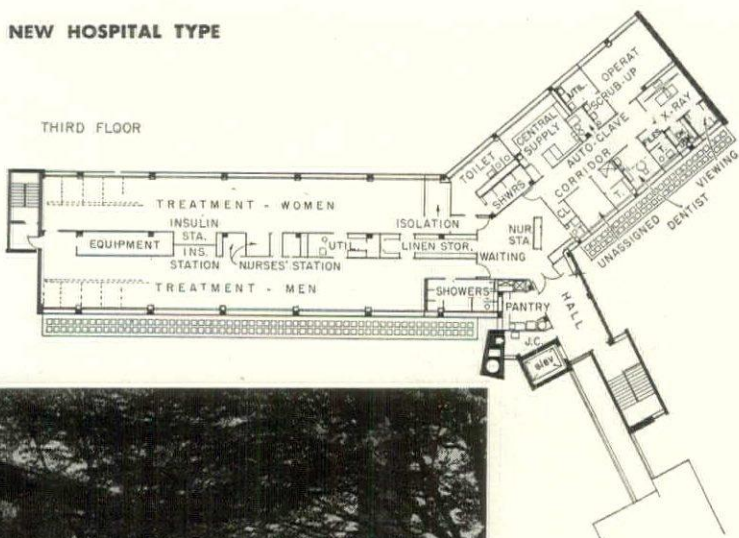 NEW HOSPITAL TYPE
THIRD FLOOR
TREATMENT - WOMEN
INSULIN
STA.
ISOLATION
EQUIPMENT
INS.
STATION
NURSES' STATION
UTIL.
LINEN STOR.
WAITING
TREATMENT - MEN
SHOWERS
PANTRY
J.C.
elev
HALL
NUR
STA.
TOILET
SHWRS
CENTRAL
SUPPLY
UTIL.
OPERAT
SCRUB-UP
AUTO-CLAVE
CORRIDOR
X-RAY
FILES
CL.
T.
T.
UNASSIGNED
DENTIST
VIEWING